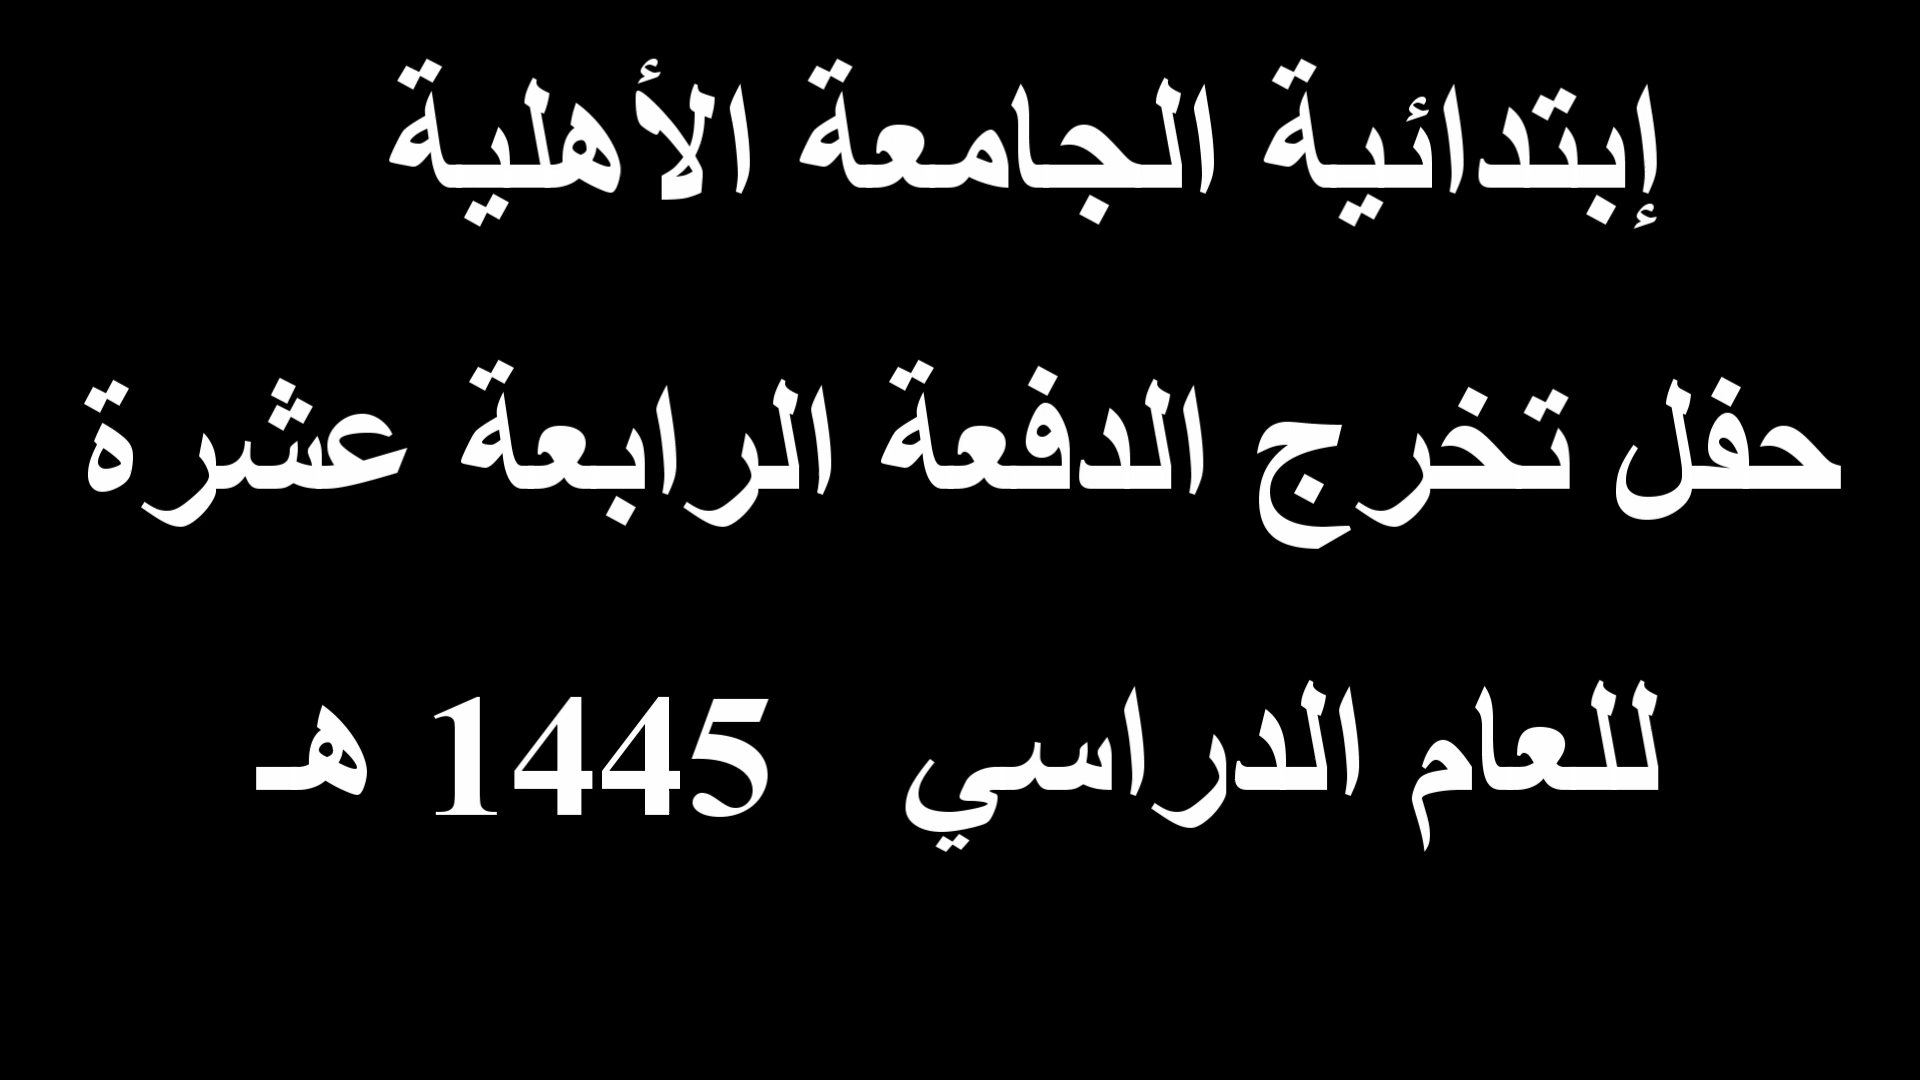 إبتدائية الجامعة الأهلية
حفل تخرج الدفعة الرابعة عشرة
للعام الدراسي 1445 هـ